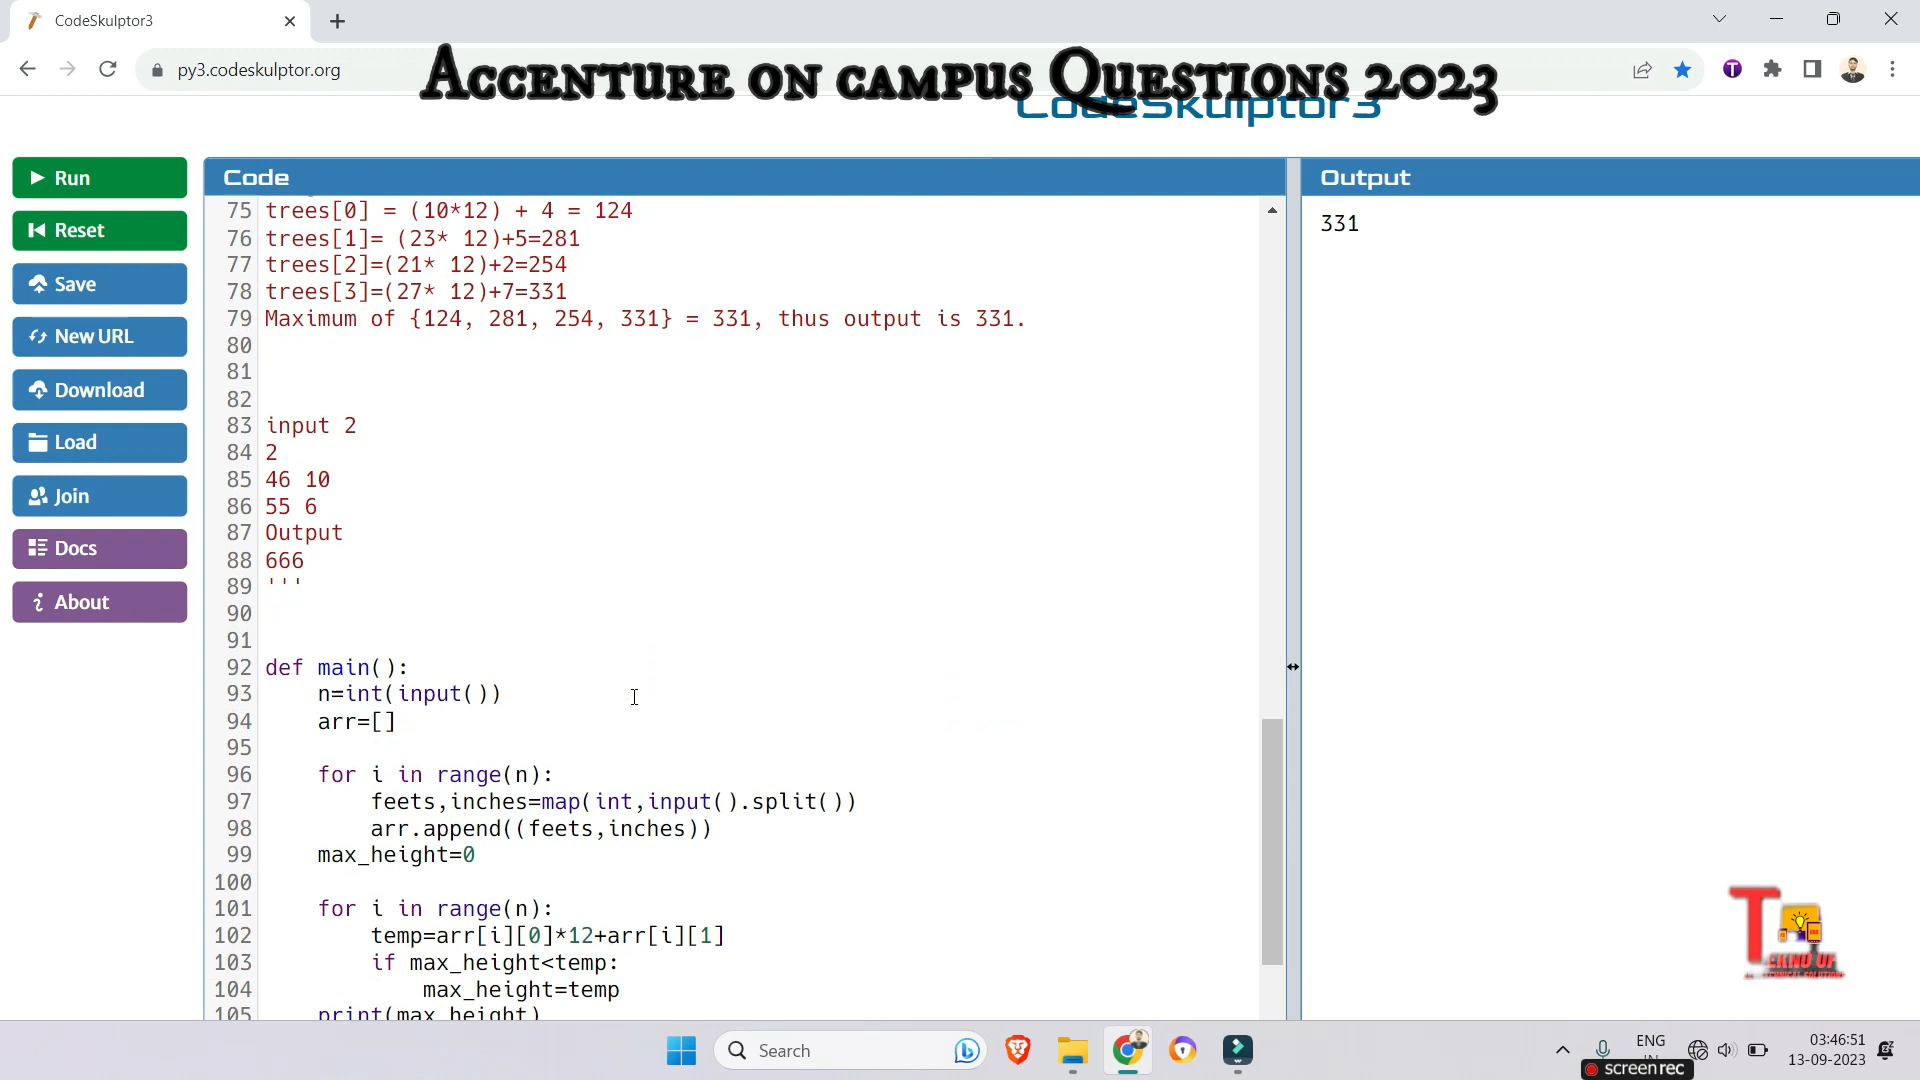 CodeSkulptor3
py3.codeskulptor.org
Accenture on campus Questions 2023
CodeSkulptor3
Run
Reset
Save
New URL
Download
Load
Join
Docs
About
Code
75 trees[0] = (10*12) + 4 = 124
76 trees[1]= (23* 12)+5=281
77 trees[2]=(21* 12)+2=254
78 trees[3]=(27* 12)+7=331
79 Maximum of {124, 281, 254, 331} = 331, thus output is 331.
80
81
82
83 input 2
84 2
85 46 10
86 55 6
87 Output
88 666
89 '''
90
91
92 def main():
93 n=int(input())
94 arr=[]
95
96 for i in range(n):
97 feets,inches=map(int,input().split())
98 arr.append((feets,inches))
99 max_height=0
100
101 for i in range(n):
102 temp=arr[i][0]*12+arr[i][1]
103 if max_height<temp:
104 max_height=temp
105 print(max_height)
Output
331
Search
ENG
03:46:51
13-09-2023
screenrec